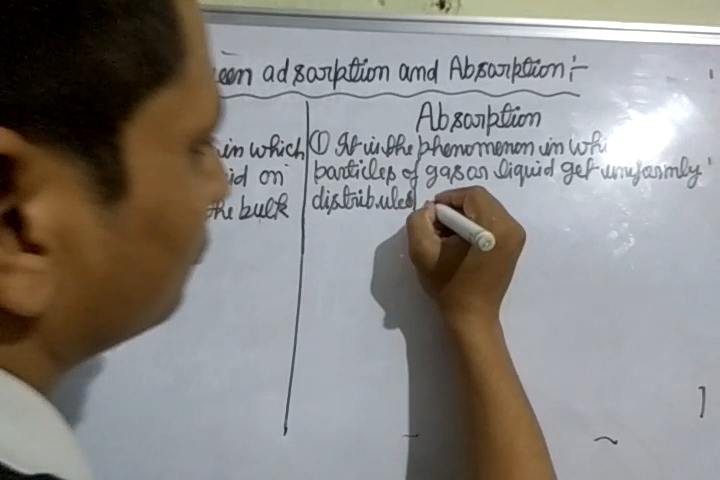 een adsorption and Absorption :-
Absorption
in which
id on
the bulk
① It is the phenomenon in whi
particles of gas or liquid get uniformly
distributed